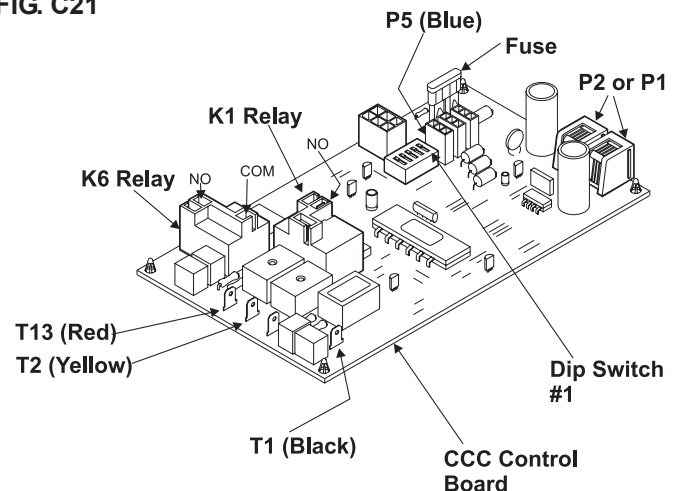 FIG. C21
P5 (Blue)
Fuse
P2 or P1
K1 Relay
NO
K6 Relay
NO
COM
T13 (Red)
T2 (Yellow)
T1 (Black)
Dip Switch
#1
CCC Control
Board